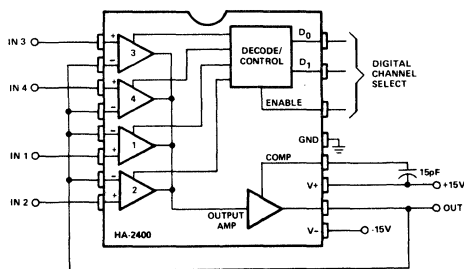 IN 3
IN 4
IN 1
IN 2
+
−
3
+
−
4
−
+
1
−
+
2
DECODE/
CONTROL
D0
D1
ENABLE
DIGITAL
CHANNEL
SELECT
GND
COMP
15pF
V+
+15V
OUTPUT
AMP
OUT
V−
-15V
HA-2400